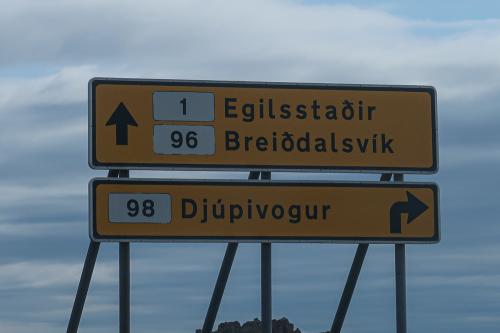 1 Egilsstaðir
96 Breiðdalsvík
98 Djúpivogur